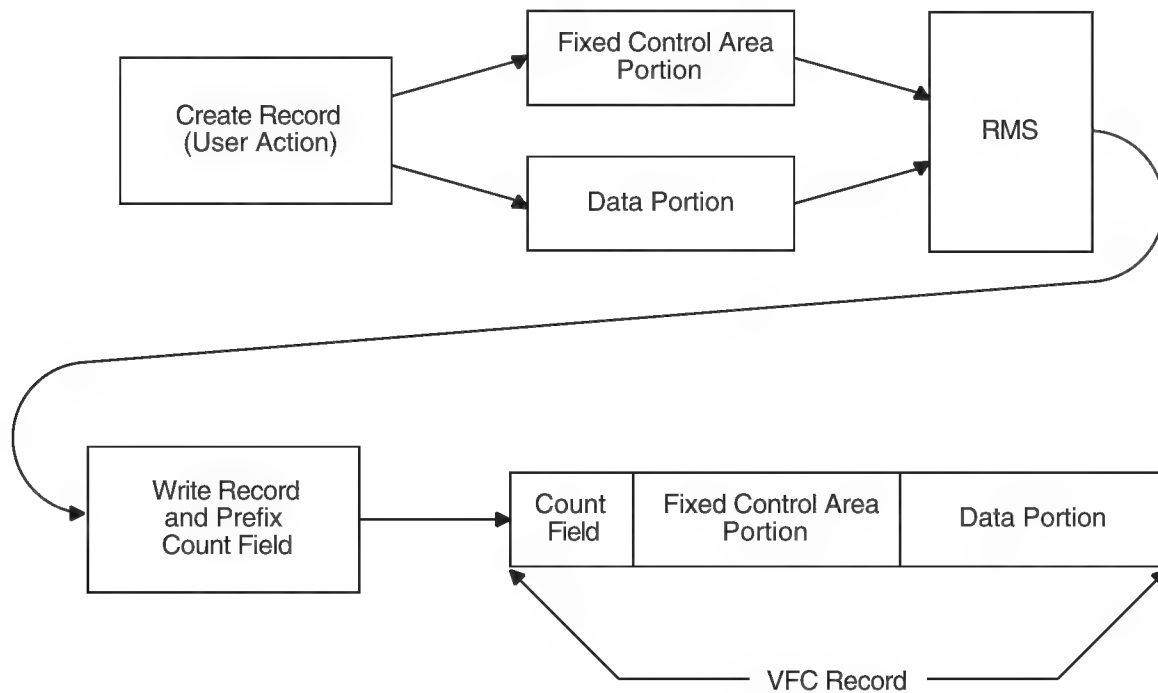 Create Record
(User Action)
Fixed Control Area
Portion
Data Portion
RMS
Write Record
and Prefix
Count Field
Count
Field
Fixed Control Area
Portion
Data Portion
VFC Record